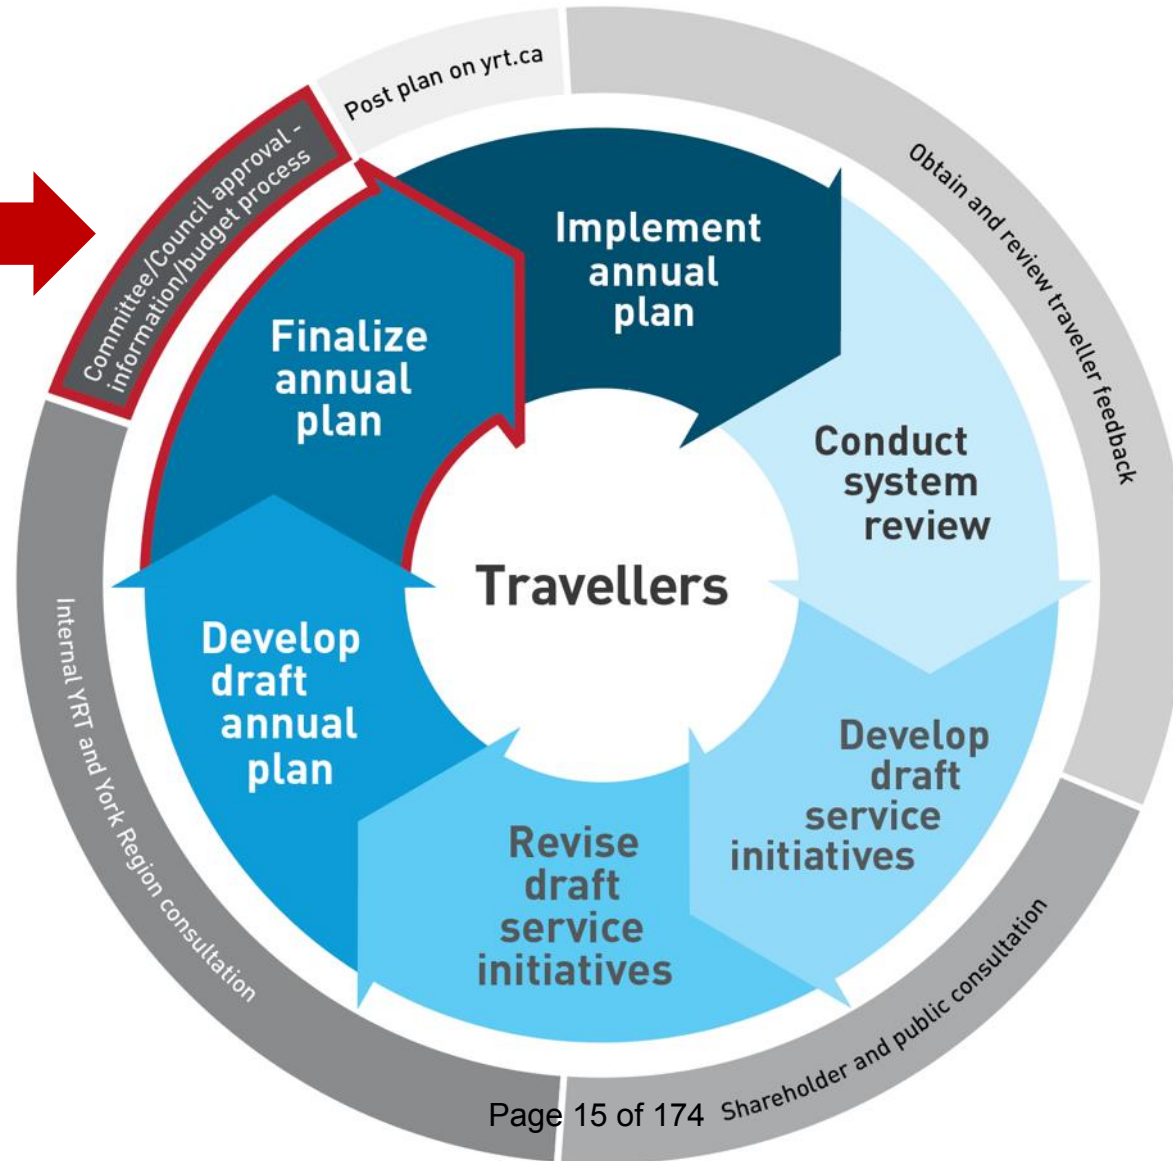 Post plan on yrt.ca
Obtain and review traveller feedback
Shareholder and public consultation
Internal YRT and York Region consultation
Committee/Council approval -
information/budget process
Implement
annual
plan
Conduct
system
review
Develop
draft
service
initiatives
Revise
draft
service
initiatives
Develop
draft
annual
plan
Finalize
annual
plan
Travellers
Page 15 of 174